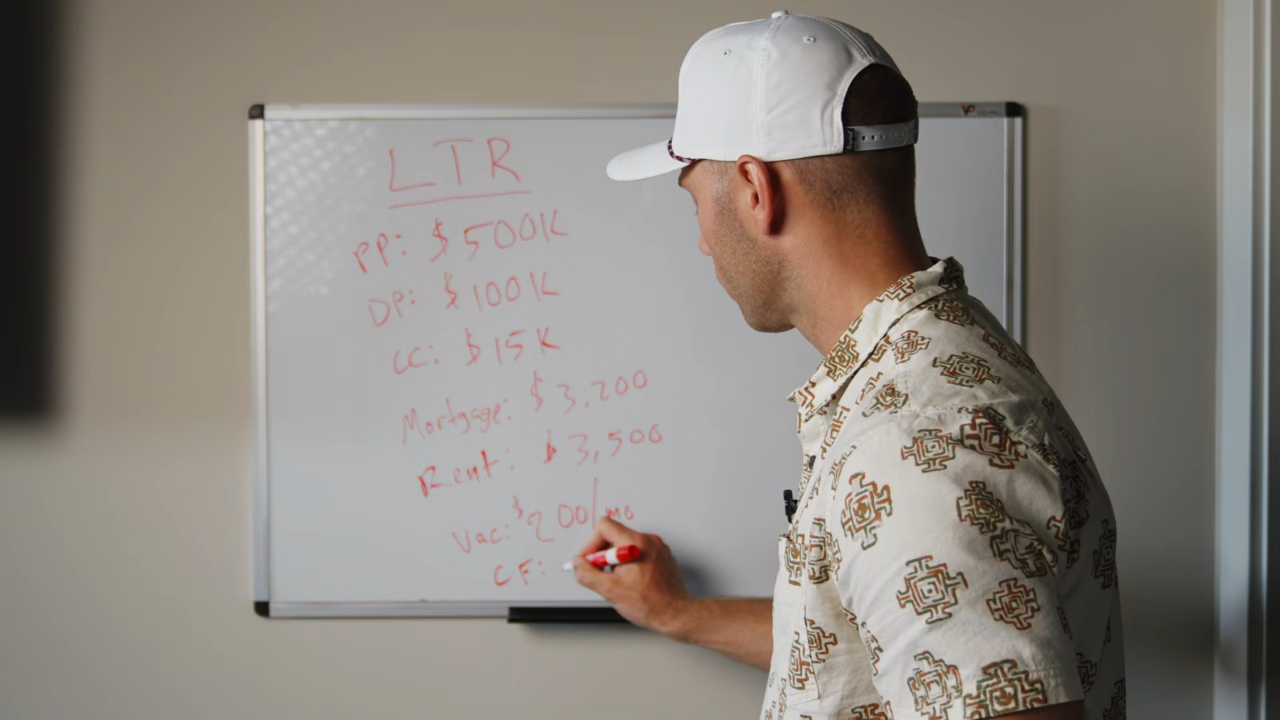 LTR
PP: $500K
DP: $100K
CC: $15K
Mortgage: $3,200
Rent: $3,500
Vac: $200/mo
CF: